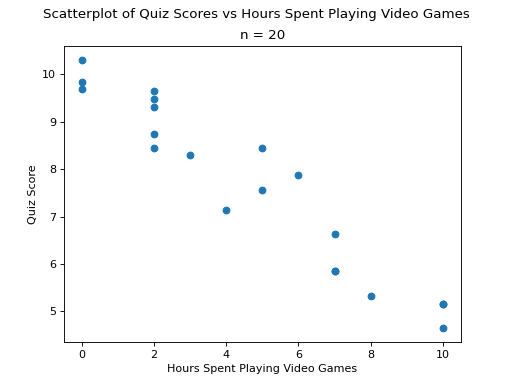 Scatterplot of Quiz Scores vs Hours Spent Playing Video Games
n = 20
10
9
8
7
6
5
Quiz Score
0 2 4 6 8 10
Hours Spent Playing Video Games